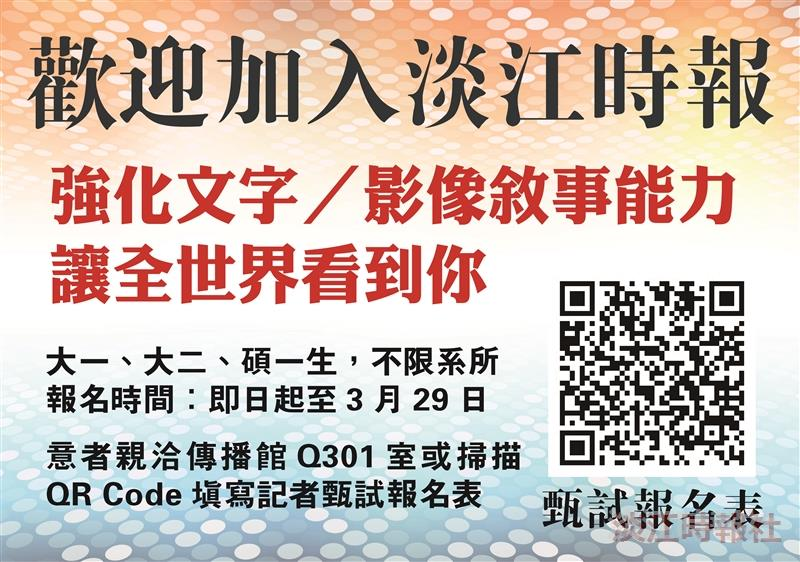 歡迎加入淡江時報
強化文字／影像敘事能力
讓全世界看到你
大一、大二、碩一生，不限系所
報名時間：即日起至 3 月 29 日
意者親洽傳播館 Q301 室或掃描
QR Code 填寫記者甄試報名表
甄試報名表
淡江時報社